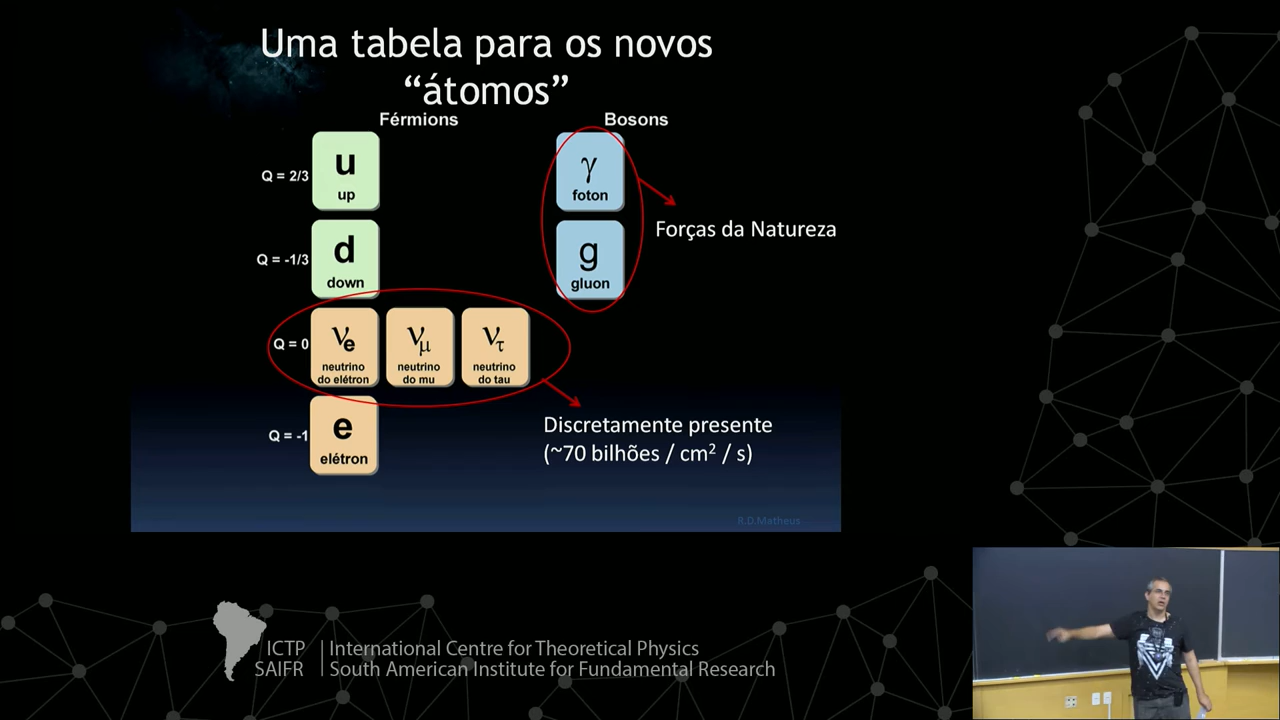 Uma tabela para os novos
“átomos”
Férmions
Bosons
Q = 2/3
u
up
γ
foton
Forças da Natureza
Q = -1/3
d
down
g
gluon
Q = 0
νe
neutrino
do elétron
νμ
neutrino
do mu
ντ
neutrino
do tau
Q = -1
e
elétron
Discretamente presente
(~70 bilhões / cm² / s)
R.D.Matheus
ICTP
SAIFR
International Centre for Theoretical Physics
South American Institute for Fundamental Research